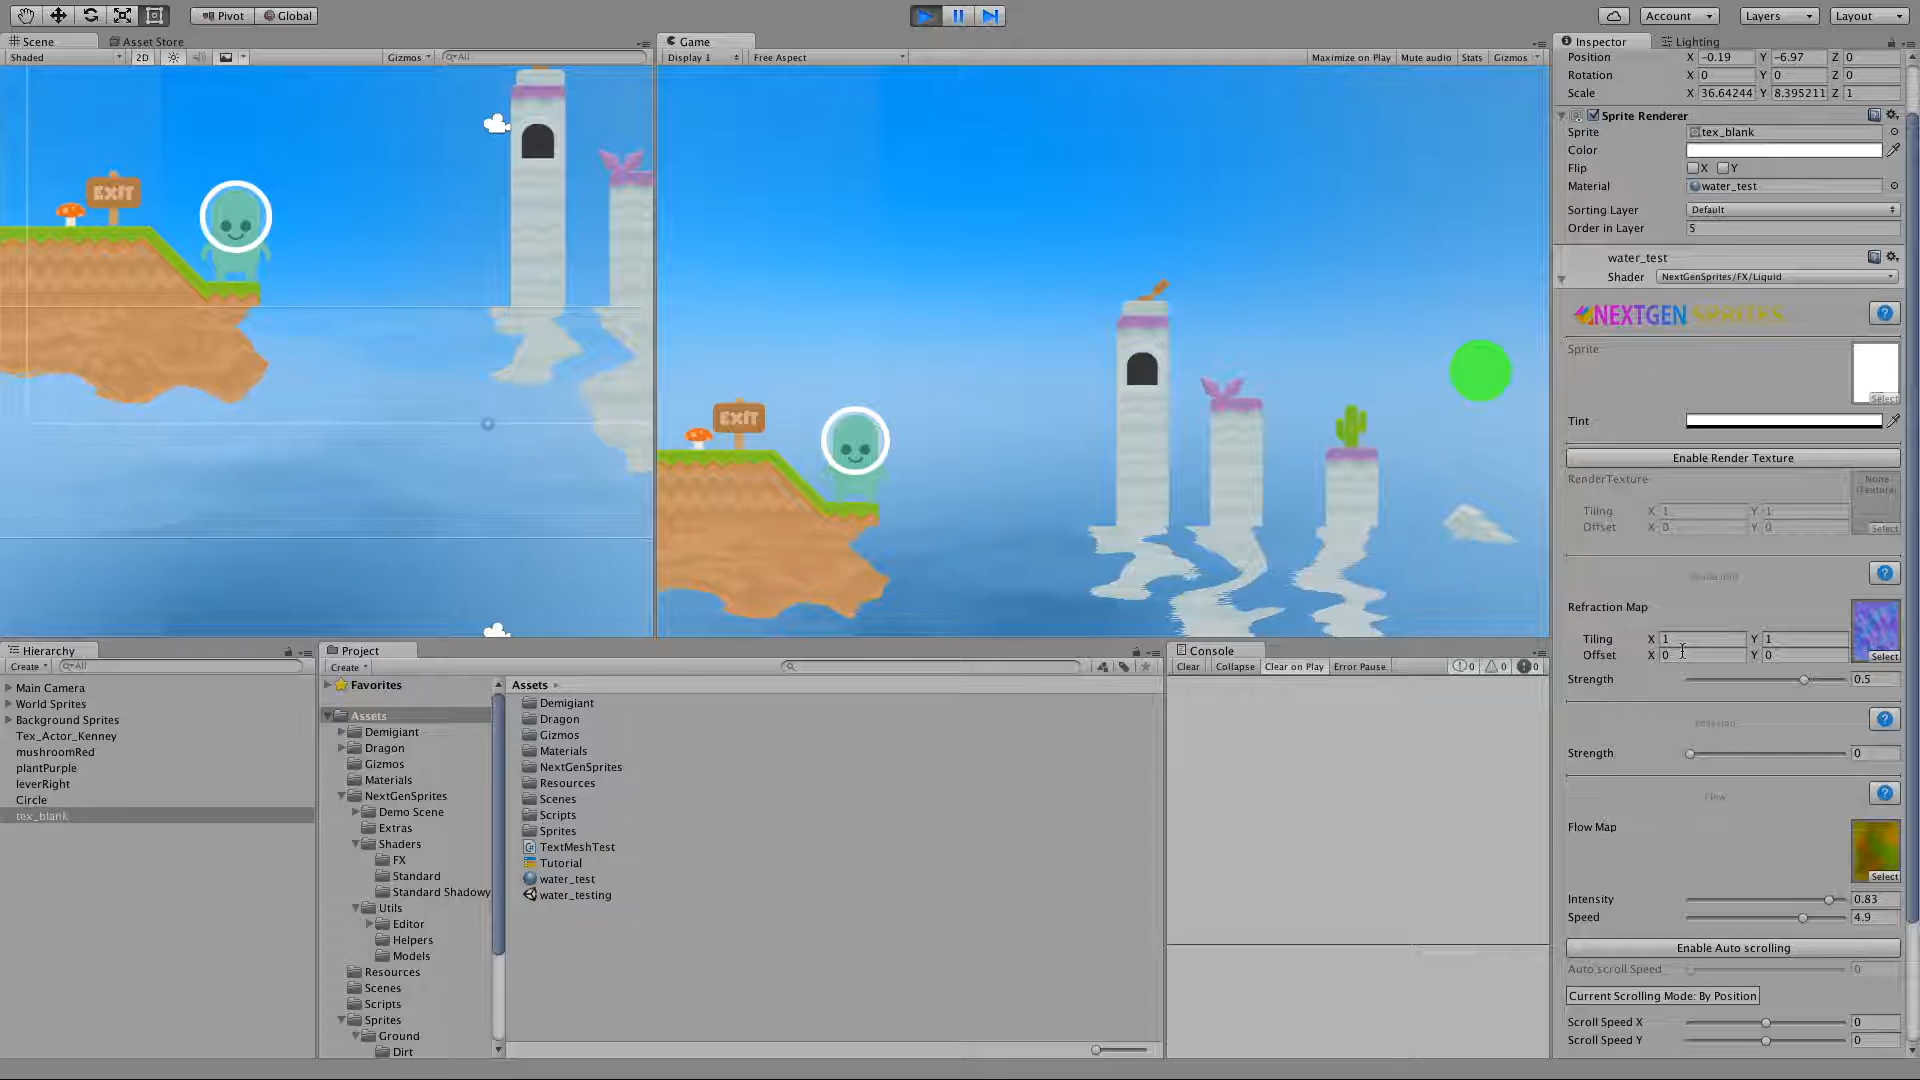 Pivot Global Account Layers Layout
Scene Asset Store
Shaded 2D Gizmos All
EXIT
Game
Display 1 Free Aspect Maximize on Play Mute audio Stats Gizmos
EXIT
Hierarchy
Create All
Main Camera
World Sprites
Background Sprites
Tex_Actor_Kenney
mushroomRed
plantPurple
leverRight
Circle
tex_blank
Project
Create
Favorites
Assets
Demigiant
Dragon
Gizmos
Materials
NextGenSprites
Demo Scene
Extras
Shaders
FX
Standard
Standard Shadowy
Utils
Editor
Helpers
Models
Resources
Scenes
Scripts
Sprites
Ground
Dirt
Assets
Demigiant
Dragon
Gizmos
Materials
NextGenSprites
Resources
Scenes
Scripts
Sprites
TextMeshTest
Tutorial
water_test
water_testing
Console
Clear Collapse Clear on Play Error Pause 0 0 0
Inspector Lighting
Position X -0.19 Y -6.97 Z 0
Rotation X 0 Y 0 Z 0
Scale X 36.64244 Y 8.395211 Z 1
Sprite Renderer
Sprite tex_blank
Color
Flip X Y
Material water_test
Sorting Layer Default
Order in Layer 5
water_test
Shader NextGenSprites/FX/Liquid
NEXTGEN SPRITES
Sprite
Select
Tint
Enable Render Texture
RenderTexture None (Texture)
Tiling X 1 Y 1
Offset X 0 Y 0 Select
Refraction Map
Tiling X 1 Y 1
Offset X 0 Y 0 Select
Strength 0.5
Emission
Strength 0
Flow
Flow Map
Select
Intensity 0.83
Speed 4.9
Enable Auto scrolling
Auto scroll Speed 0
Current Scrolling Mode: By Position
Scroll Speed X 0
Scroll Speed Y 0